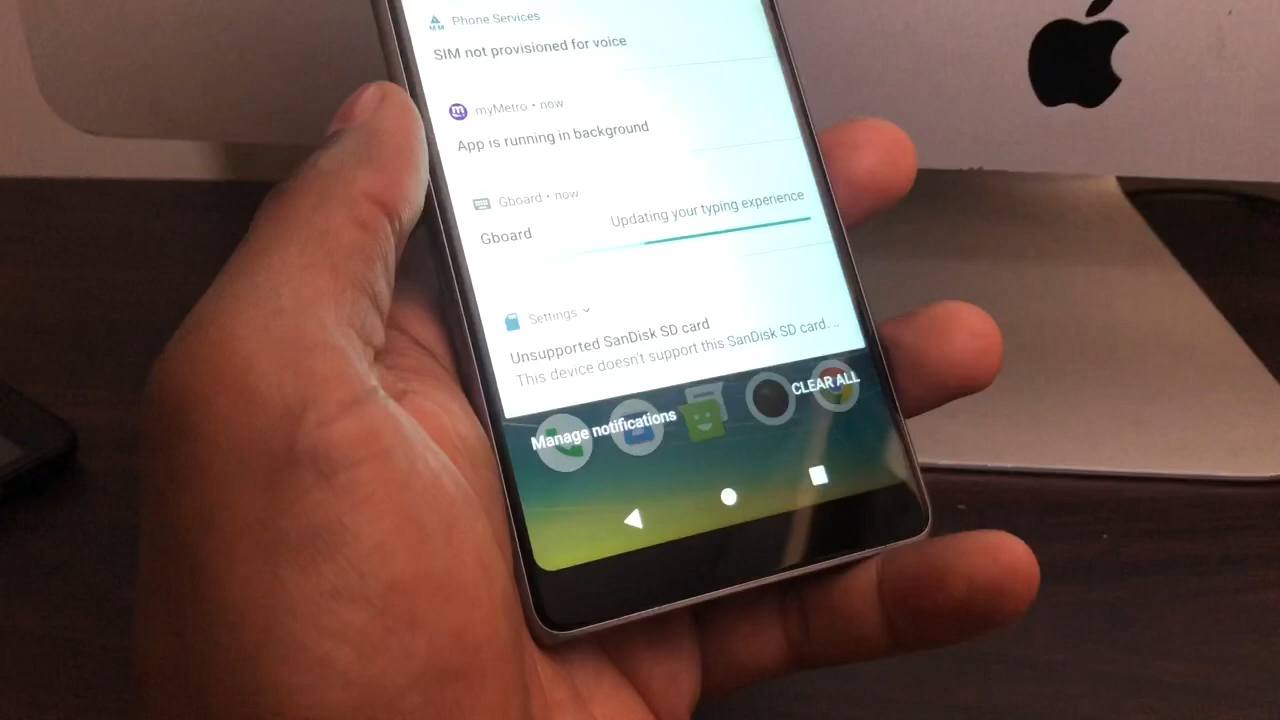 Phone Services
SIM not provisioned for voice
myMetro • now
App is running in background
Gboard • now
Gboard
Updating your typing experience
Settings
Unsupported SanDisk SD card
This device doesn't support this SanDisk SD card. ..
Manage notifications
CLEAR ALL